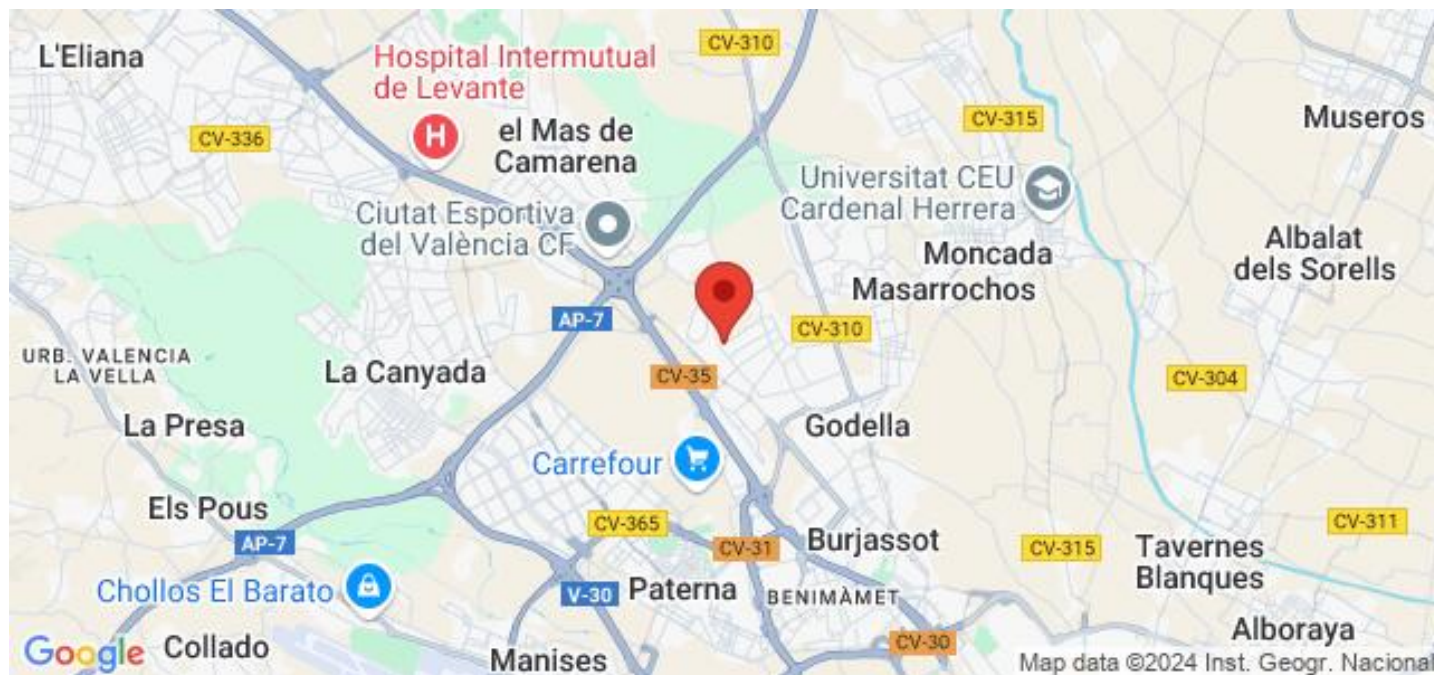 L'Eliana
Hospital Intermutual
de Levante
CV-310
CV-336
H
el Mas de
Camarena
CV-315
Museros
Universitat CEU
Cardenal Herrera
Ciutat Esportiva
del València CF
Moncada
Albalat
dels Sorells
Masarrochos
AP-7
CV-310
URB. VALENCIA
LA VELLA
La Canyada
CV-35
CV-304
La Presa
Godella
Carrefour
Els Pous
CV-365
CV-311
AP-7
CV-31
Burjassot
CV-315
Tavernes
Blanques
Chollos El Barato
V-30
Paterna
BENIMÀMET
Google
Collado
Manises
CV-30
Alboraya
Map data ©2024 Inst. Geogr. Nacional